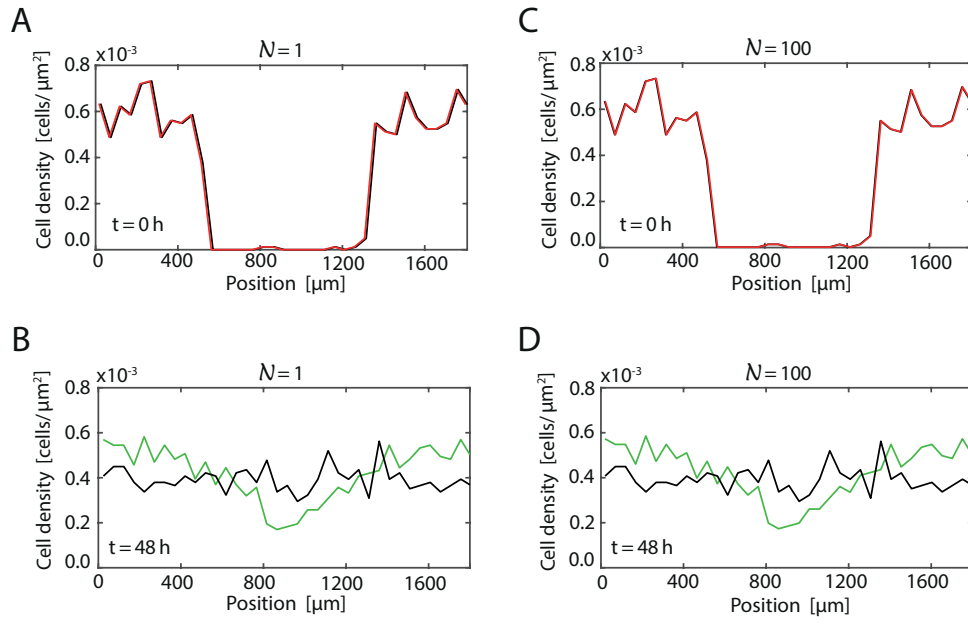 A
x10-3
N = 1
0.8
0.6
0.4
0.2
0.0
Cell density [cells/μm2]
t = 0 h
0 400 800 1200 1600
Position [μm]
C
x10-3
N = 100
0.8
0.6
0.4
0.2
0.0
Cell density [cells/μm2]
t = 0 h
0 400 800 1200 1600
Position [μm]
B
x10-3
N = 1
0.8
0.6
0.4
0.2
0.0
Cell density [cells/μm2]
t = 48 h
0 400 800 1200 1600
Position [μm]
D
x10-3
N = 100
0.8
0.6
0.4
0.2
0.0
Cell density [cells/μm2]
t = 48 h
0 400 800 1200 1600
Position [μm]